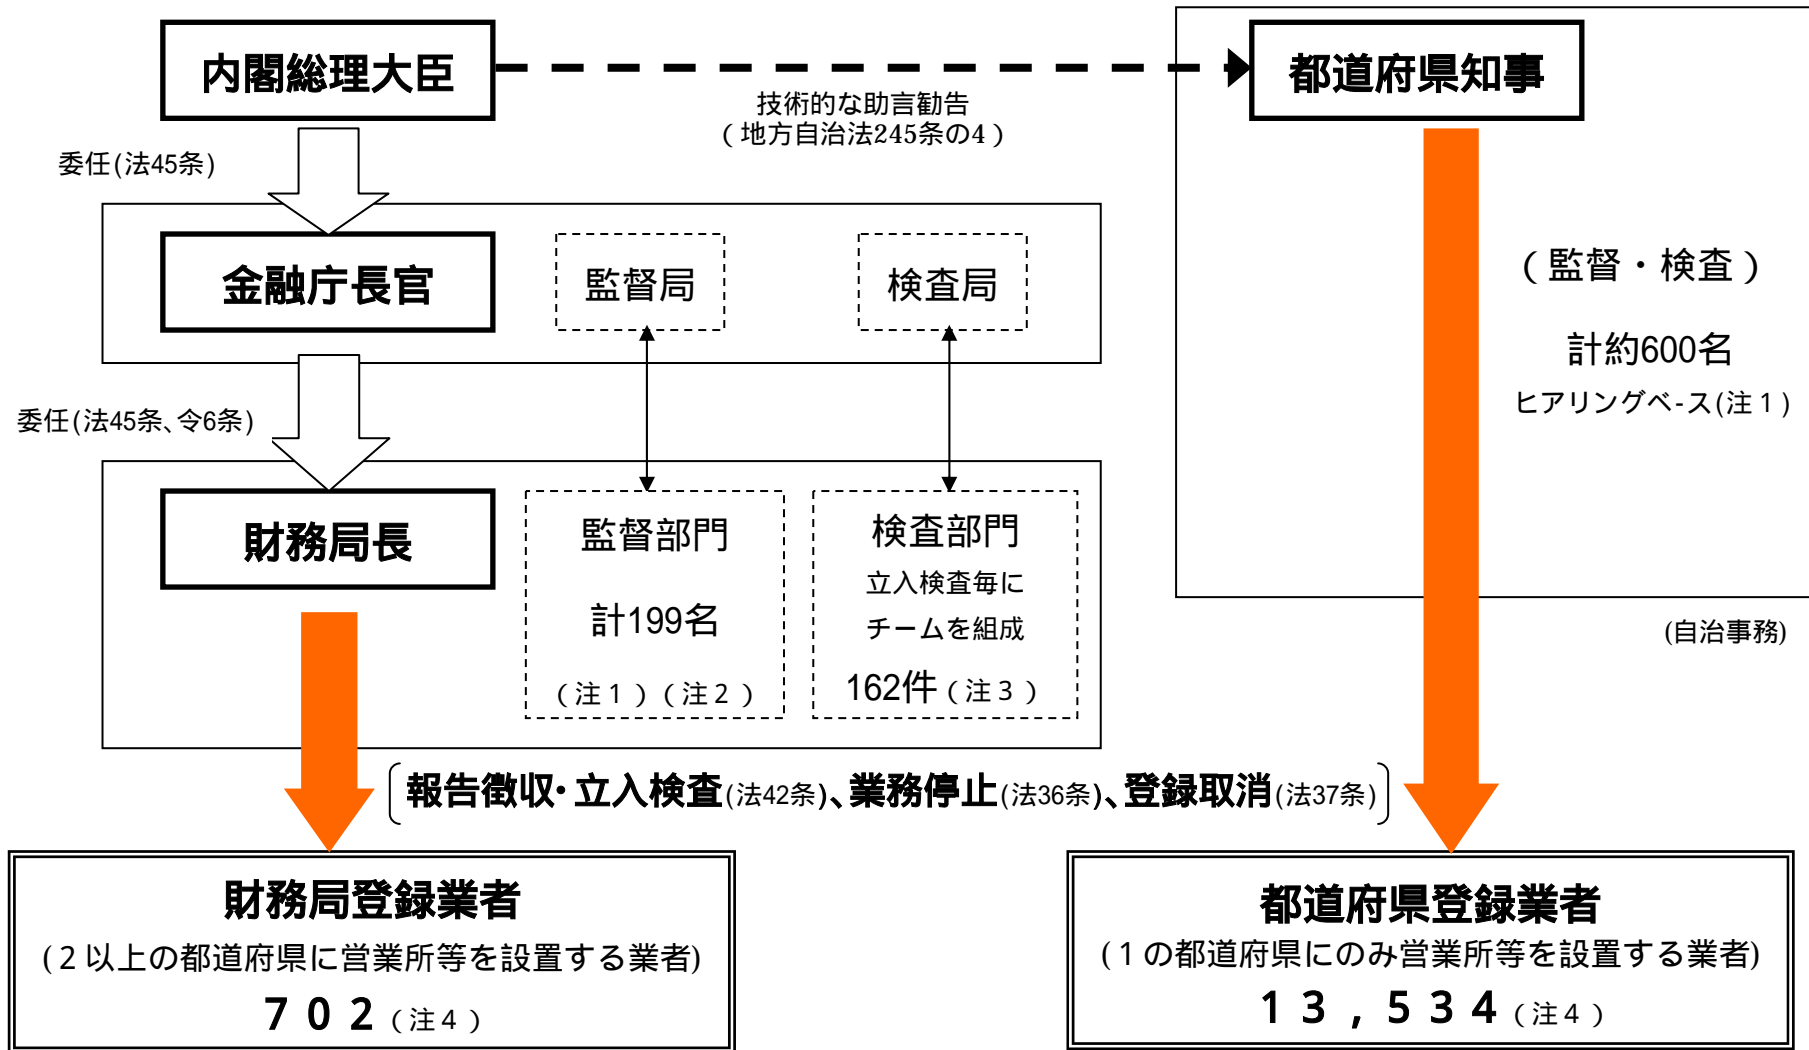 内閣総理大臣
都道府県知事
技術的な助言勧告
(地方自治法245条の4)
委任(法45条)
金融庁長官
監督局
検査局
(監督・検査)
計約600名
ヒアリングベ-ス(注1)
委任(法45条、令6条)
財務局長
監督部門
計199名
(注1)(注2)
検査部門
立入検査毎に
チームを組成
162件(注3)
(自治事務)
報告徴収・立入検査(法42条)、業務停止(法36条)、登録取消(法37条)
財務局登録業者
(2以上の都道府県に営業所等を設置する業者)
702(注4)
都道府県登録業者
(1の都道府県にのみ営業所等を設置する業者)
13,534(注4)